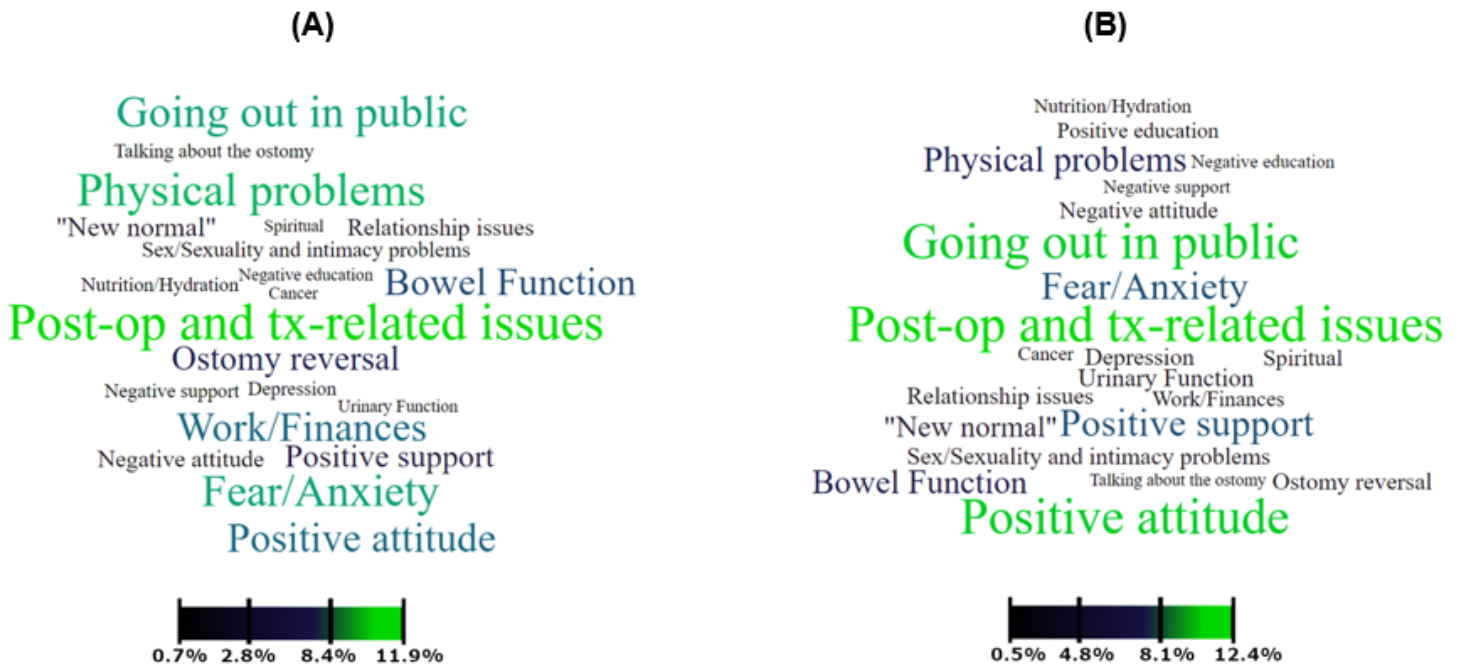 (A)
Going out in public
Talking about the ostomy
Physical problems
"New normal" Spiritual Relationship issues
Sex/Sexuality and intimacy problems
Nutrition/Hydration Negative education Bowel Function
Cancer
Post-op and tx-related issues
Ostomy reversal
Negative support Depression
Urinary Function
Work/Finances
Negative attitude Positive support
Fear/Anxiety
Positive attitude
0.7% 2.8% 8.4% 11.9%
(B)
Nutrition/Hydration
Positive education
Physical problems Negative education
Negative support
Negative attitude
Going out in public
Fear/Anxiety
Post-op and tx-related issues
Cancer Depression Spiritual
Urinary Function
Relationship issues Work/Finances
"New normal" Positive support
Sex/Sexuality and intimacy problems
Bowel Function Talking about the ostomy Ostomy reversal
Positive attitude
0.5% 4.8% 8.1% 12.4%